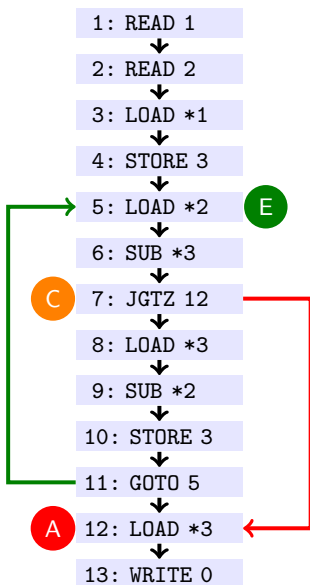 1: READ 1
2: READ 2
3: LOAD *1
4: STORE 3
5: LOAD *2 E
6: SUB *3
C 7: JGTZ 12
8: LOAD *3
9: SUB *2
10: STORE 3
11: GOTO 5
A 12: LOAD *3
13: WRITE 0